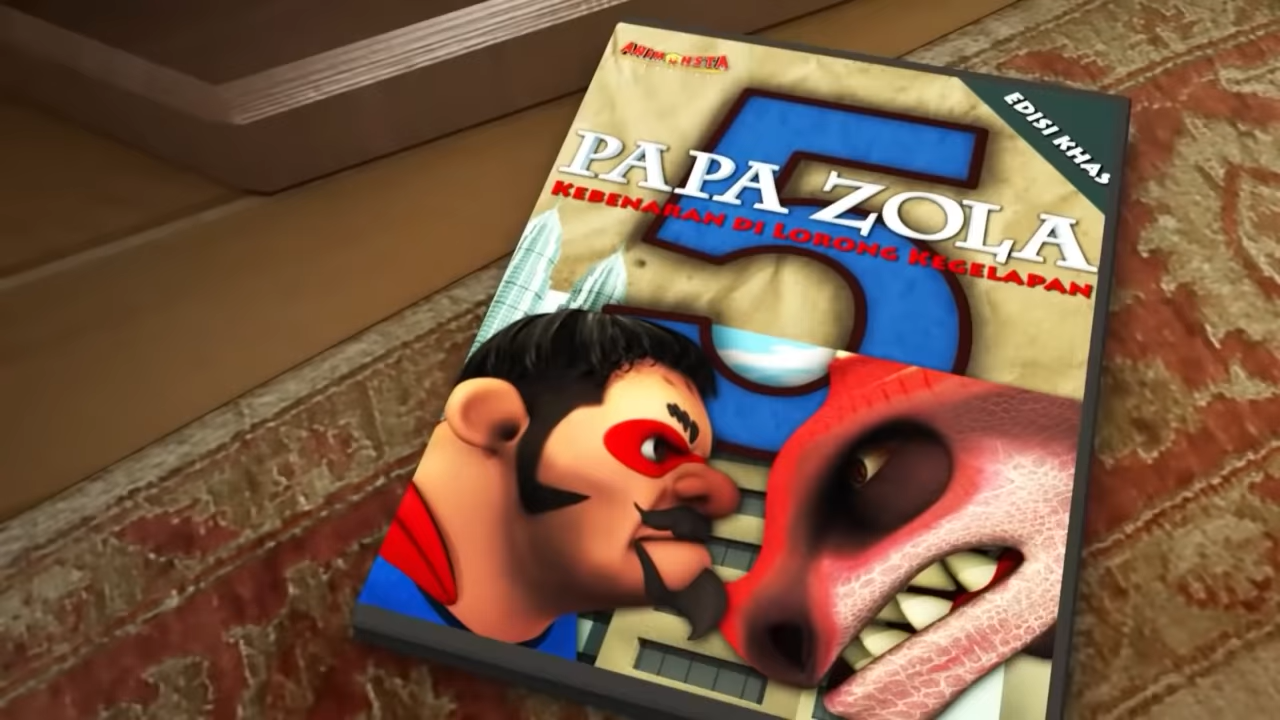 ANIMONSTA
EDISI KHAS
5
PAPA ZOLA
KEBENARAN DI LORONG KEGELAPAN